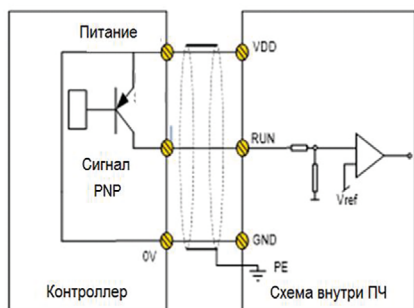 Питание
VDD
RUN
Сигнал
PNP
Vref
0V
GND
PE
Контроллер
Схема внутри ПЧ